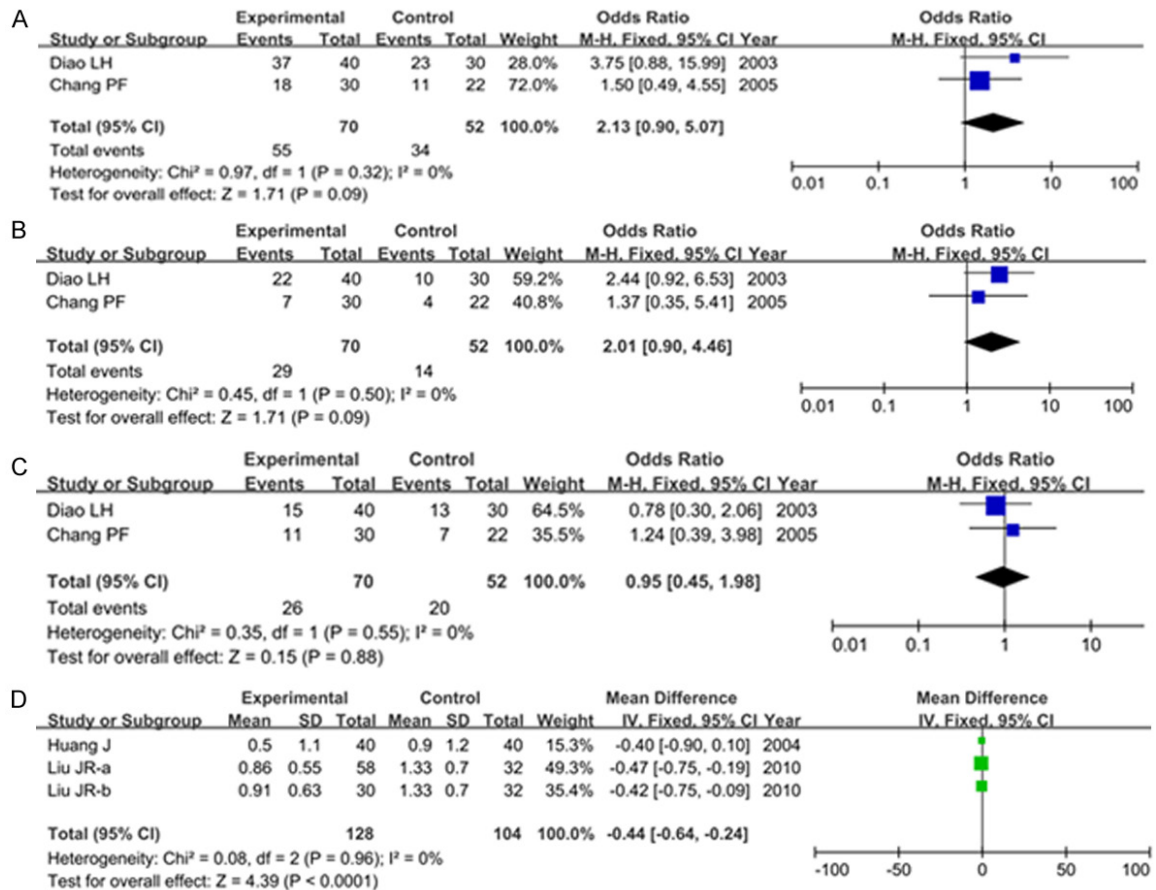 A
Experimental Control Odds Ratio Odds Ratio
Study or Subgroup Events Total Events Total Weight M-H, Fixed, 95% CI Year M-H, Fixed, 95% CI
Diao LH 37 40 23 30 28.0% 3.75 [0.88, 15.99] 2003
Chang PF 18 30 11 22 72.0% 1.50 [0.49, 4.55] 2005
Total (95% CI) 70 52 100.0% 2.13 [0.90, 5.07]
Total events 55 34
Heterogeneity: Chi² = 0.97, df = 1 (P = 0.32); I² = 0%
Test for overall effect: Z = 1.71 (P = 0.09)
0.01 0.1 1 10 100
B
Experimental Control Odds Ratio Odds Ratio
Study or Subgroup Events Total Events Total Weight M-H, Fixed, 95% CI Year M-H, Fixed, 95% CI
Diao LH 22 40 10 30 59.2% 2.44 [0.92, 6.53] 2003
Chang PF 7 30 4 22 40.8% 1.37 [0.35, 5.41] 2005
Total (95% CI) 70 52 100.0% 2.01 [0.90, 4.46]
Total events 29 14
Heterogeneity: Chi² = 0.45, df = 1 (P = 0.50); I² = 0%
Test for overall effect: Z = 1.71 (P = 0.09)
0.01 0.1 1 10 100
C
Experimental Control Odds Ratio Odds Ratio
Study or Subgroup Events Total Events Total Weight M-H, Fixed, 95% CI Year M-H, Fixed, 95% CI
Diao LH 15 40 13 30 64.5% 0.78 [0.30, 2.06] 2003
Chang PF 11 30 7 22 35.5% 1.24 [0.39, 3.98] 2005
Total (95% CI) 70 52 100.0% 0.95 [0.45, 1.98]
Total events 26 20
Heterogeneity: Chi² = 0.35, df = 1 (P = 0.55); I² = 0%
Test for overall effect: Z = 0.15 (P = 0.88)
0.01 0.1 1 10
D
Experimental Control Mean Difference Mean Difference
Study or Subgroup Mean SD Total Mean SD Total Weight IV, Fixed, 95% CI Year IV, Fixed, 95% CI
Huang J 0.5 1.1 40 0.9 1.2 40 15.3% -0.40 [-0.90, 0.10] 2004
Liu JR-a 0.86 0.55 58 1.33 0.7 32 49.3% -0.47 [-0.75, -0.19] 2010
Liu JR-b 0.91 0.63 30 1.33 0.7 32 35.4% -0.42 [-0.75, -0.09] 2010
Total (95% CI) 128 104 100.0% -0.44 [-0.64, -0.24]
Heterogeneity: Chi² = 0.08, df = 2 (P = 0.96); I² = 0%
Test for overall effect: Z = 4.39 (P < 0.0001)
-100 -50 0 50 100